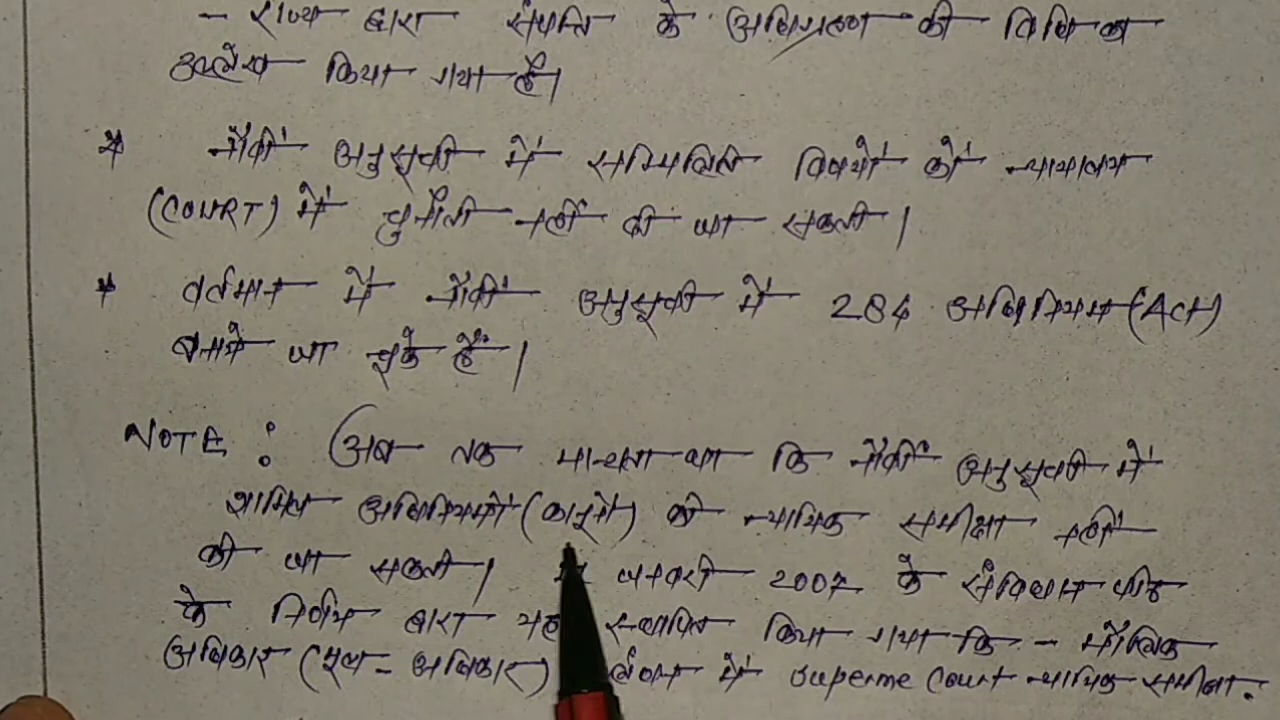 - राज्य द्वारा संपत्ति के अधिग्रहण की विधि का
उल्लेख किया गया है।
* नौंवी अनुसूची में सम्मिलित विषयों को न्यायालय
(COURT) में चुनौती नहीं दी जा सकती।
* वर्तमान में नौंवीं अनुसूची में 284 अधिनियम (Act)
बनाये जा चुके हैं।
NOTE : (अब तक मान्यता था कि नौंवीं अनुसूची में
शामिल अधिनियमों (कानूनों) की न्यायिक समीक्षा नहीं
की जा सकती। जनवरी 2007 के संविधान पीठ
के निर्णय द्वारा यह स्थापित किया गया कि - मौलिक
अधिकार (मूल - अधिकार) में Superme Court न्यायिक समीक्षा.